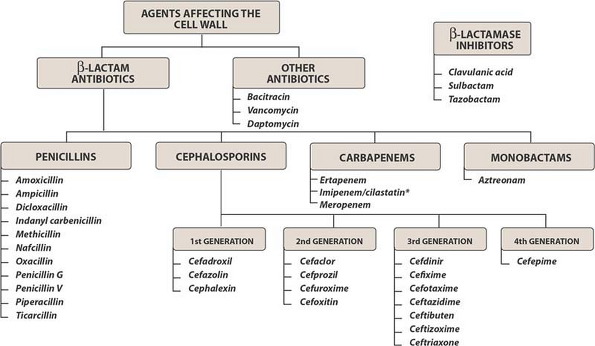 AGENTS AFFECTING THE
CELL WALL
β-LACTAM
ANTIBIOTICS
OTHER
ANTIBIOTICS
Bacitracin
Vancomycin
Daptomycin
β-LACTAMASE
INHIBITORS
Clavulanic acid
Sulbactam
Tazobactam
PENICILLINS
Amoxicillin
Ampicillin
Dicloxacillin
Indanyl carbenicillin
Methicillin
Nafcillin
Oxacillin
Penicillin G
Penicillin V
Piperacillin
Ticarcillin
CEPHALOSPORINS
1st GENERATION
Cefadroxil
Cefazolin
Cephalexin
2nd GENERATION
Cefaclor
Cefprozil
Cefuroxime
Cefoxitin
3rd GENERATION
Cefdinir
Cefixime
Cefotaxime
Ceftazidime
Ceftibuten
Ceftizoxime
Ceftriaxone
4th GENERATION
Cefepime
CARBAPENEMS
Ertapenem
Imipenem/cilastatin*
Meropenem
MONOBACTAMS
Aztreonam